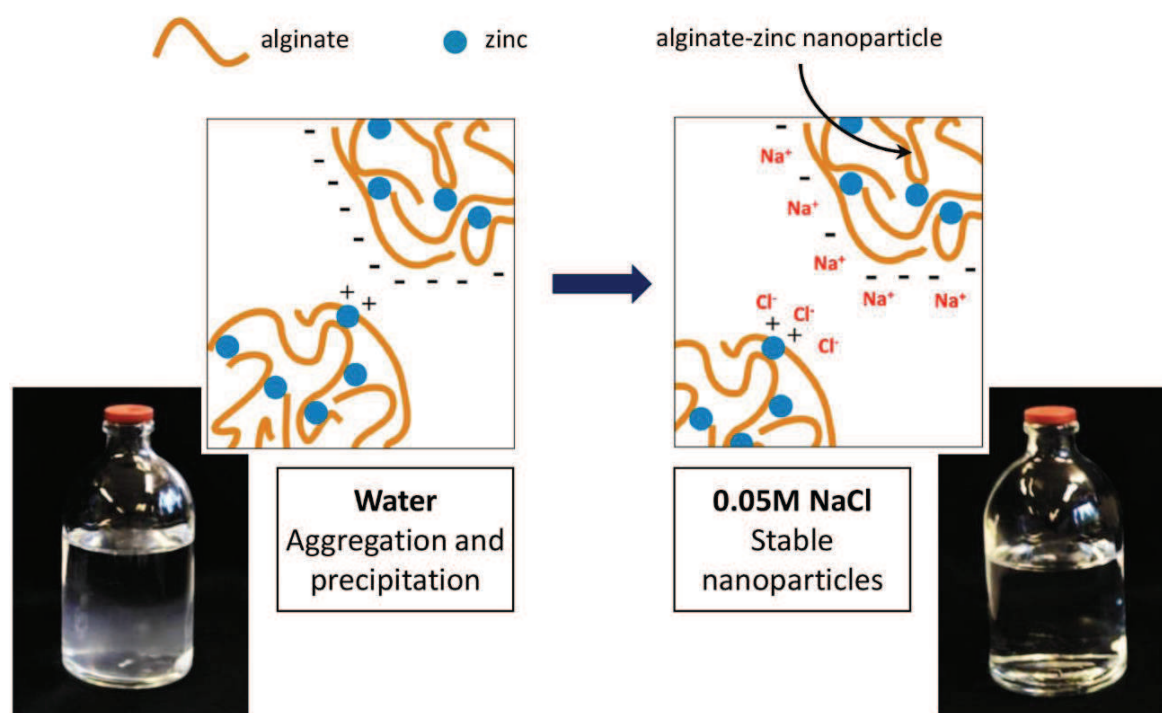 alginate
zinc
alginate-zinc nanoparticle
- - - - - - - - - - -
+ +
- Na⁺
- Na⁺
- Na⁺
- - - -
Na⁺ Na⁺
Cl⁻ Cl⁻
+ + Cl⁻
Water
Aggregation and
precipitation
0.05M NaCl
Stable
nanoparticles